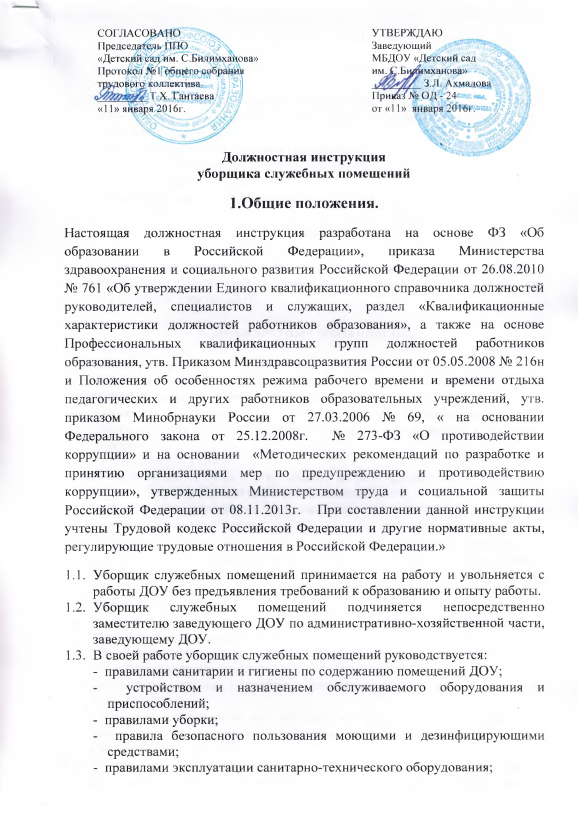 СОГЛАСОВАНО
Председатель ППО
«Детский сад им. С.Билимханова»
Протокол №1 общего собрания
трудового коллектива
Т.Х. Гантаева
«11» января 2016г.
УТВЕРЖДАЮ
Заведующий
МБДОУ «Детский сад
им. С.Билимханова»
З.Л. Ахмадова
Приказ № ОД - 24
от «11» января 2016г.
Должностная инструкция
уборщика служебных помещений
1.Общие положения.
Настоящая должностная инструкция разработана на основе ФЗ «Об
образовании в Российской Федерации», приказа Министерства
здравоохранения и социального развития Российской Федерации от 26.08.2010
№ 761 «Об утверждении Единого квалификационного справочника должностей
руководителей, специалистов и служащих, раздел «Квалификационные
характеристики должностей работников образования», а также на основе
Профессиональных квалификационных групп должностей работников
образования, утв. Приказом Минздравсоцразвития России от 05.05.2008 № 216н
и Положения об особенностях режима рабочего времени и времени отдыха
педагогических и других работников образовательных учреждений, утв.
приказом Минобрнауки России от 27.03.2006 № 69, « на основании
Федерального закона от 25.12.2008г. № 273-ФЗ «О противодействии
коррупции» и на основании «Методических рекомендаций по разработке и
принятию организациями мер по предупреждению и противодействию
коррупции», утвержденных Министерством труда и социальной защиты
Российской Федерации от 08.11.2013г. При составлении данной инструкции
учтены Трудовой кодекс Российской Федерации и другие нормативные акты,
регулирующие трудовые отношения в Российской Федерации.»
1.1. Уборщик служебных помещений принимается на работу и увольняется с
работы ДОУ без предъявления требований к образованию и опыту работы.
1.2. Уборщик служебных помещений подчиняется непосредственно
заместителю заведующего ДОУ по административно-хозяйственной части,
заведующему ДОУ.
1.3. В своей работе уборщик служебных помещений руководствуется:
- правилами санитарии и гигиены по содержанию помещений ДОУ;
- устройством и назначением обслуживаемого оборудования и
приспособлений;
- правилами уборки;
- правила безопасного пользования моющими и дезинфицирующими
средствами;
- правилами эксплуатации санитарно-технического оборудования;